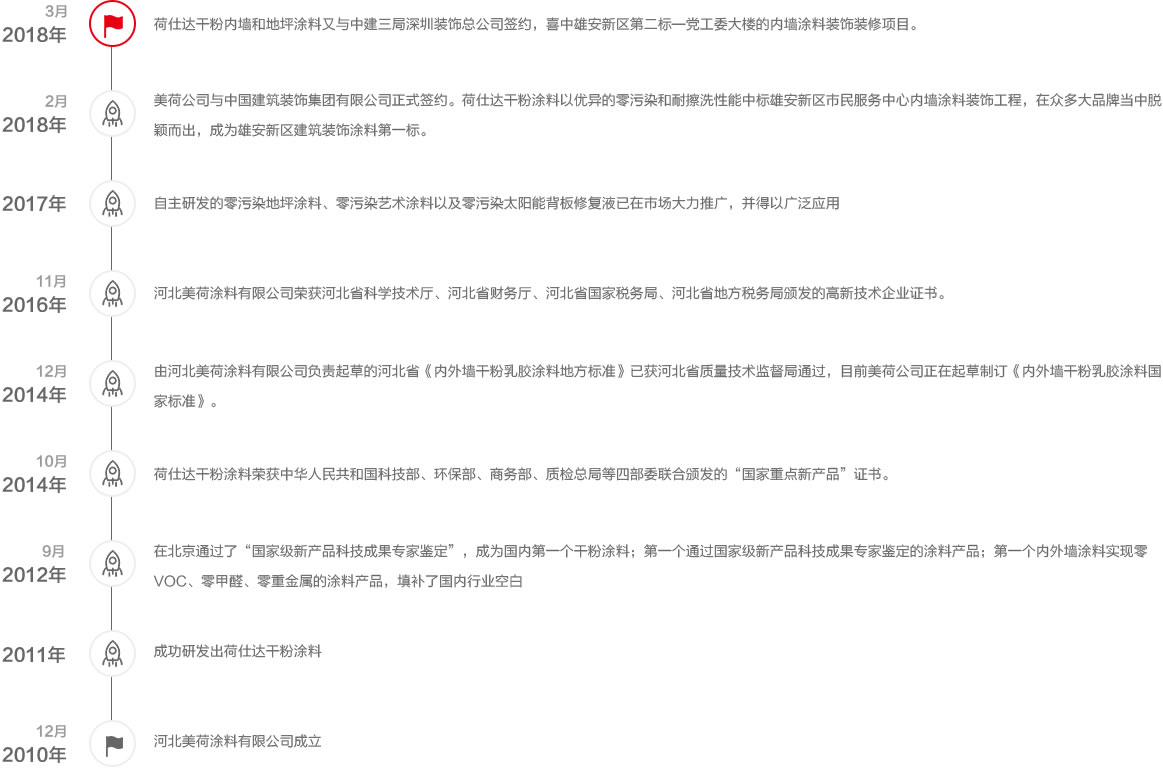 3月
2018年
荷仕达干粉内墙和地坪涂料又与中建三局深圳装饰总公司签约，喜中雄安新区第二标一党工委大楼的内墙涂料装饰装修项目。
2月
2018年
美荷公司与中国建筑装饰集团有限公司正式签约。荷仕达干粉涂料以优异的零污染和耐擦洗性能中标雄安新区市民服务中心内墙涂料装饰工程，在众多大品牌当中脱
颖而出，成为雄安新区建筑装饰涂料第一标。
2017年
自主研发的零污染地坪涂料、零污染艺术涂料以及零污染太阳能背板修复液已在市场大力推广，并得以广泛应用
11月
2016年
河北美荷涂料有限公司荣获河北省科学技术厅、河北省财务厅、河北省国家税务局、河北省地方税务局颁发的高新技术企业证书。
12月
2014年
由河北美荷涂料有限公司负责起草的河北省《内外墙干粉乳胶涂料地方标准》已获河北省质量技术监督局通过，目前美荷公司正在起草制订《内外墙干粉乳胶涂料国
家标准》。
10月
2014年
荷仕达干粉涂料荣获中华人民共和国科技部、环保部、商务部、质检总局等四部委联合颁发的“国家重点新产品”证书。
9月
2012年
在北京通过了“国家级新产品科技成果专家鉴定”，成为国内第一个干粉涂料；第一个通过国家级新产品科技成果专家鉴定的涂料产品；第一个内外墙涂料实现零
VOC、零甲醛、零重金属的涂料产品，填补了国内行业空白
2011年
成功研发出荷仕达干粉涂料
12月
2010年
河北美荷涂料有限公司成立